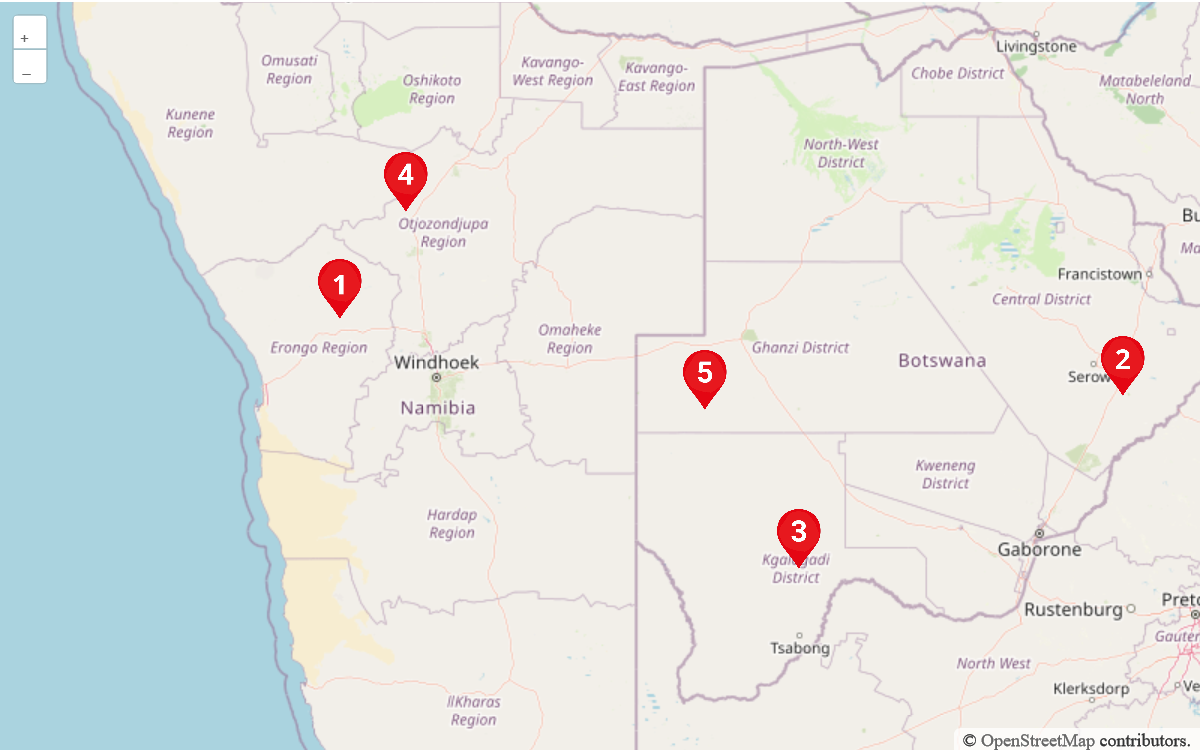 +
–
Omusati
Region
Oshikoto
Region
Kavango-
West Region
Kavango-
East Region
Livingstone
Chobe District
Matabeleland
North
Kunene
Region
North-West
District
4
Otjozondjupa
Region
Bu
Ma
1
Francistown
Central District
Erongo Region
Omaheke
Region
Ghanzi District
Botswana
2
Serow
Windhoek
5
Namibia
Kweneng
District
Hardap
Region
3
Kgalagadi
District
Gaborone
Rustenburg
Preto
Gauten
Tsabong
North West
Klerksdorp
Ve
llKharas
Region
© OpenStreetMap contributors.